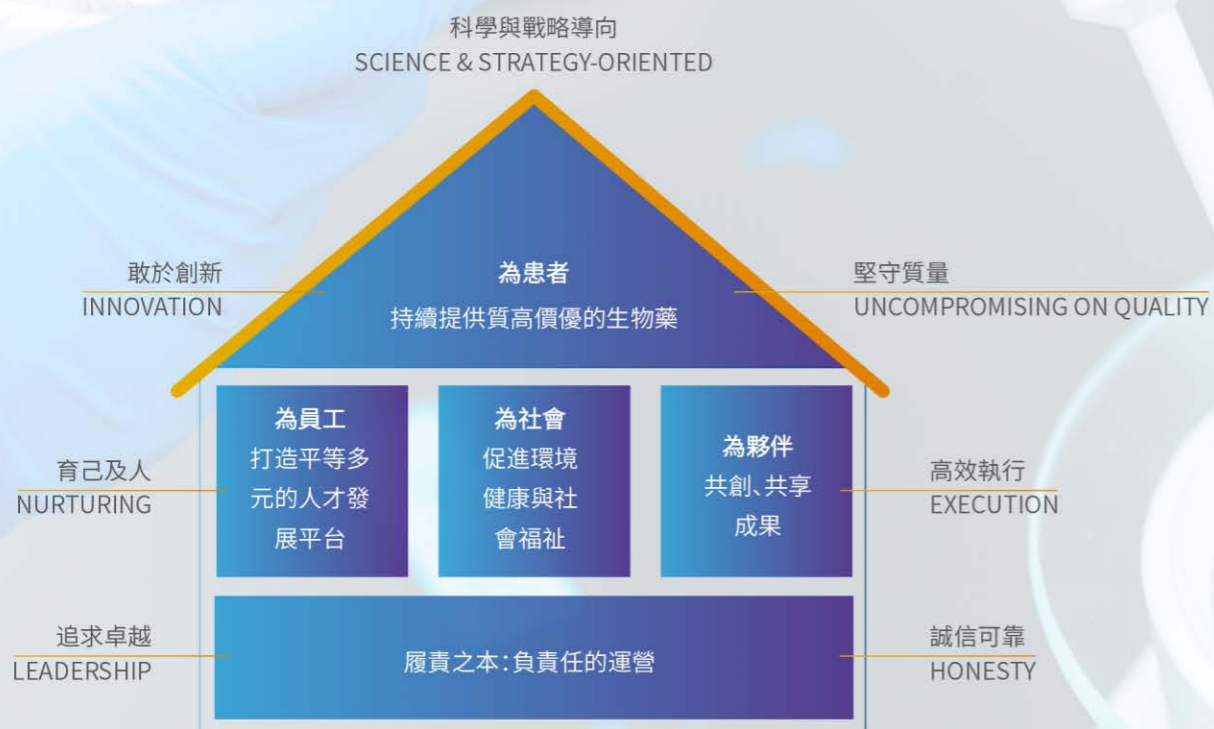 科學與戰略導向
SCIENCE & STRATEGY-ORIENTED
敢於創新
INNOVATION
為患者
持續提供質高價優的生物藥
堅守質量
UNCOMPROMISING ON QUALITY
育己及人
NURTURING
為員工
打造平等多
元的人才發
展平台
為社會
促進環境
健康與社
會福祉
為夥伴
共創、共享
成果
高效執行
EXECUTION
追求卓越
LEADERSHIP
履責之本：負責任的運營
誠信可靠
HONESTY